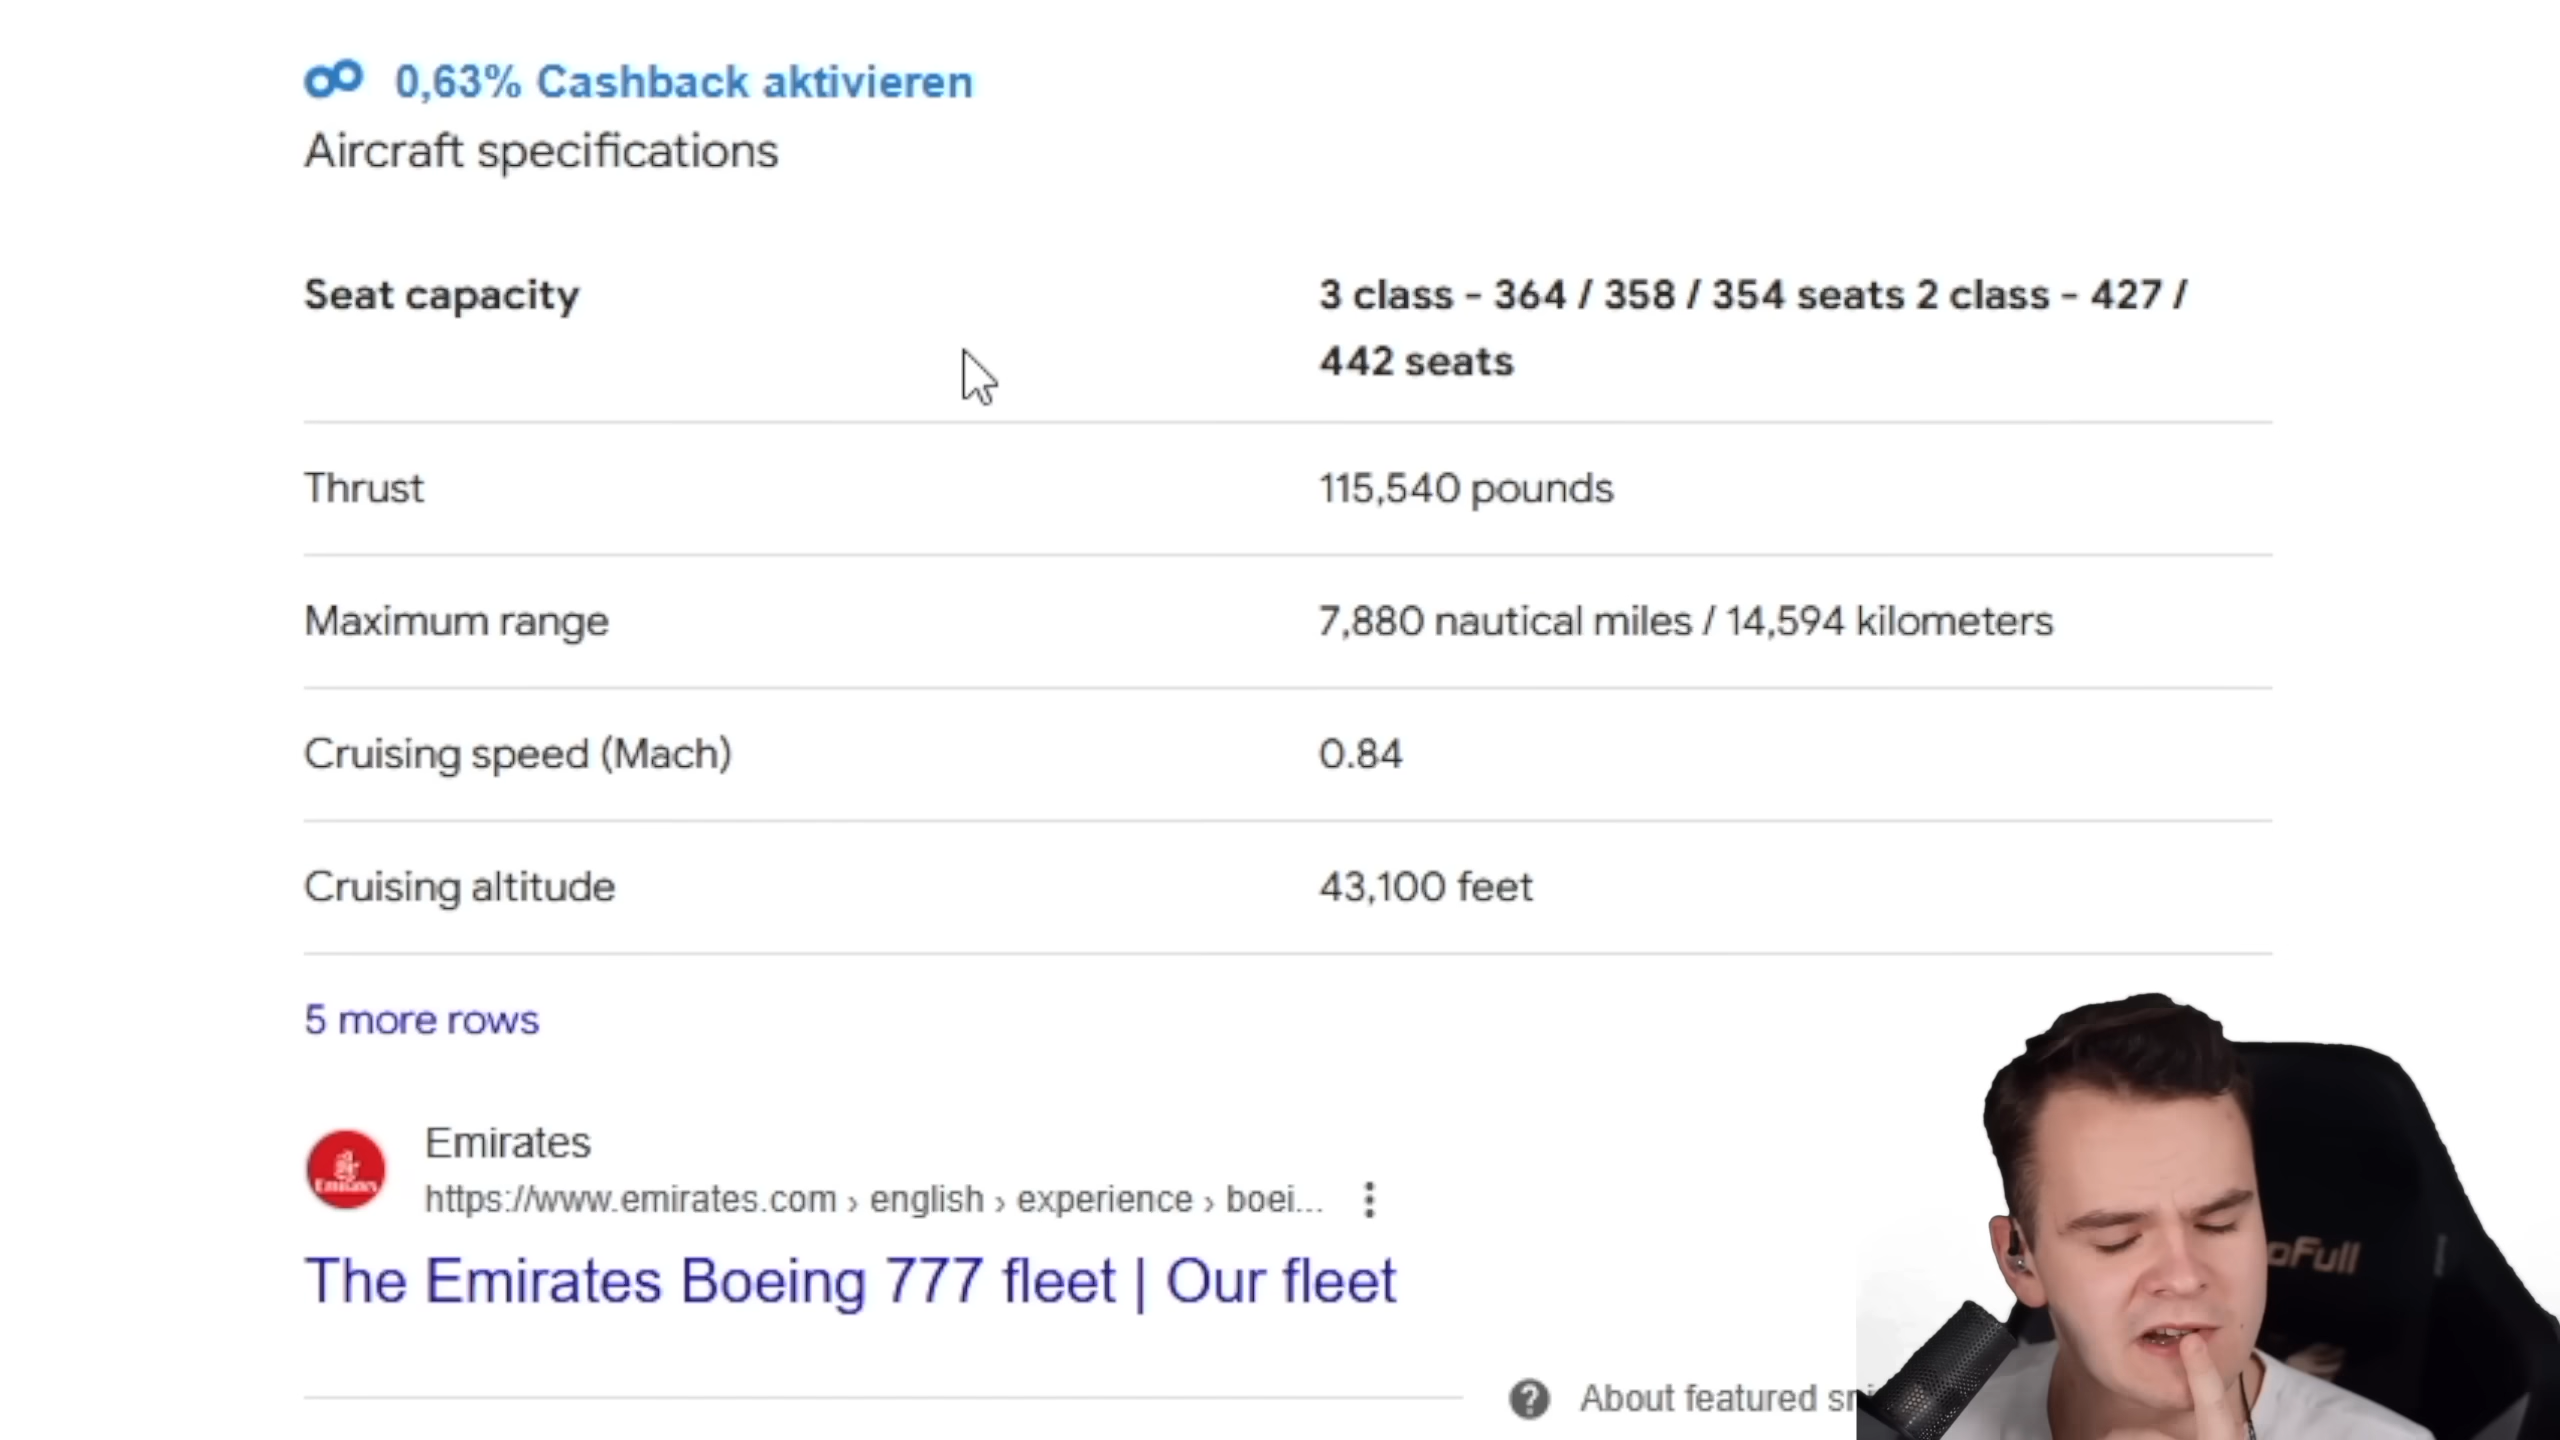 0,63% Cashback aktivieren
Aircraft specifications
Seat capacity
3 class - 364 / 358 / 354 seats 2 class - 427 /
442 seats
Thrust
115,540 pounds
Maximum range
7,880 nautical miles / 14,594 kilometers
Cruising speed (Mach)
0.84
Cruising altitude
43,100 feet
5 more rows
Emirates
Emirates
https://www.emirates.com › english › experience › boei...
The Emirates Boeing 777 fleet | Our fleet
About featured